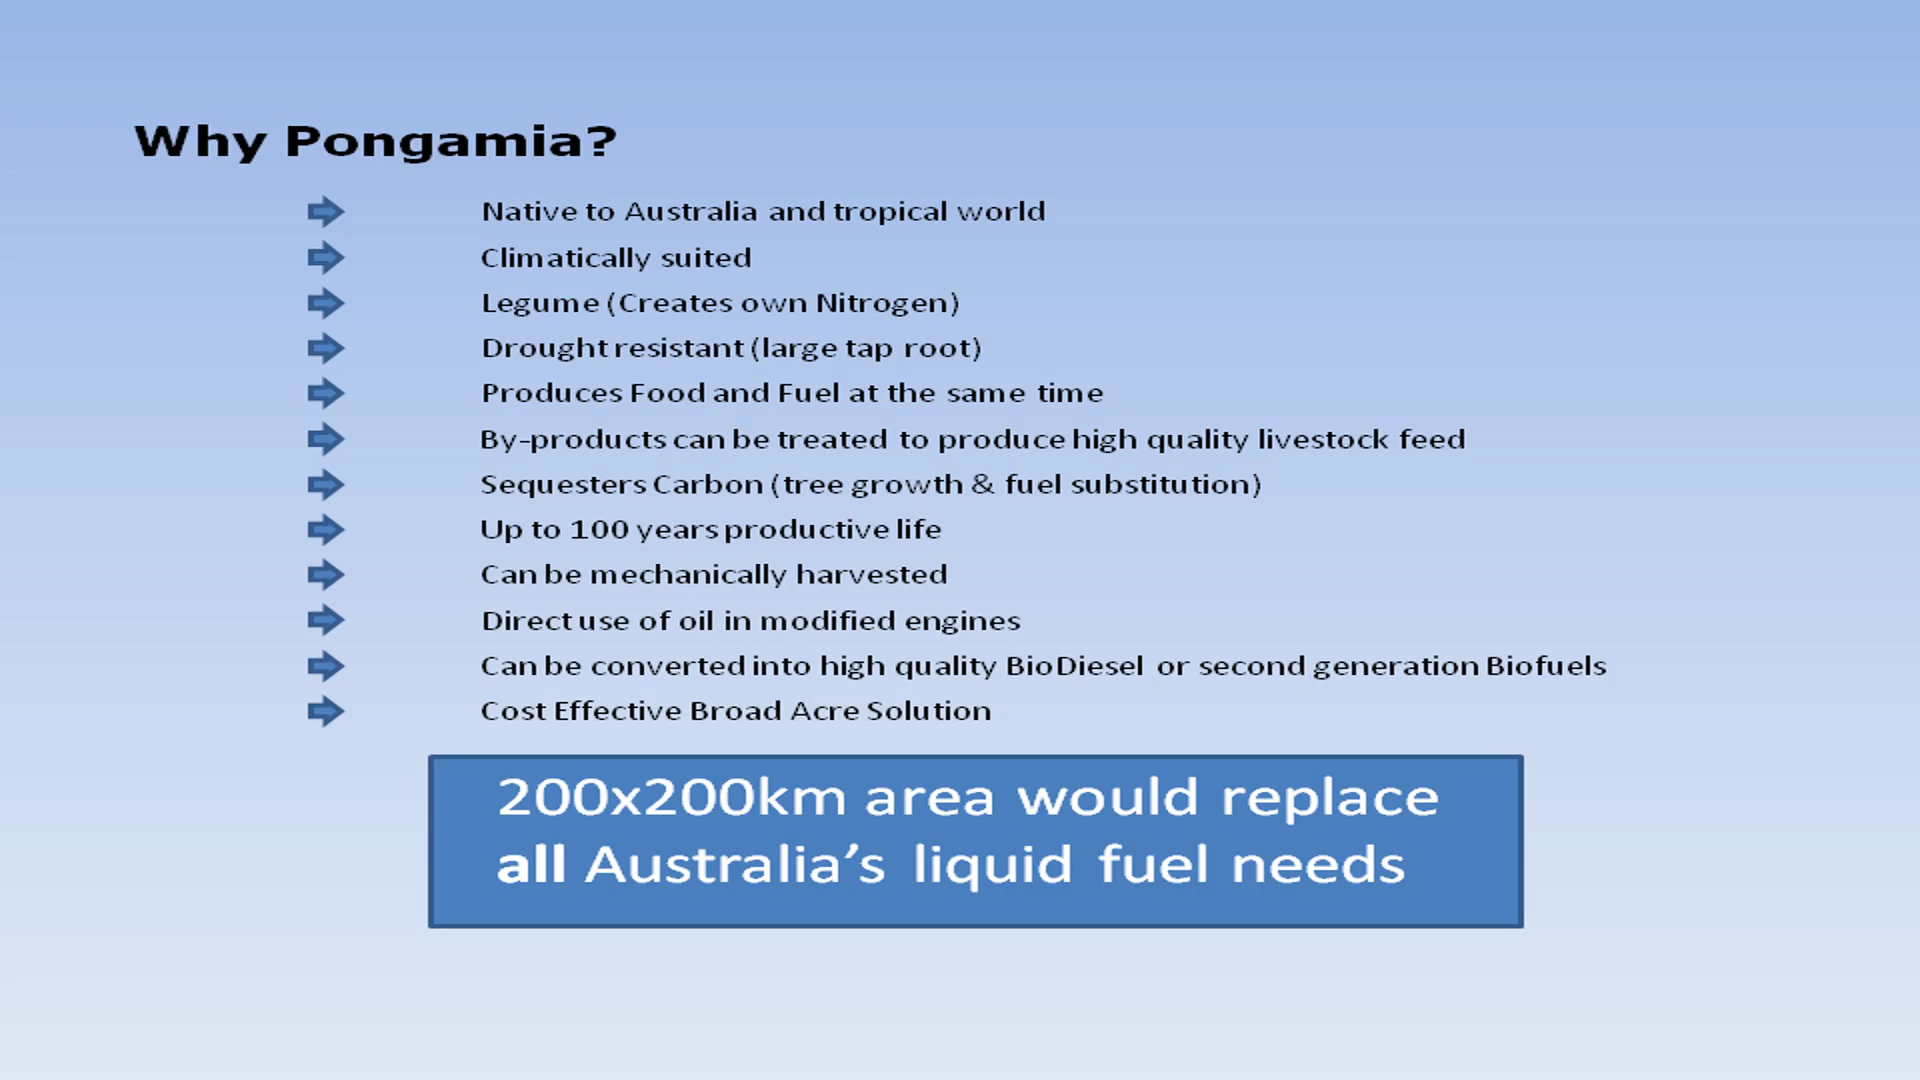 Why Pongamia?
Native to Australia and tropical world
Climatically suited
Legume (Creates own Nitrogen)
Drought resistant (large tap root)
Produces Food and Fuel at the same time
By-products can be treated to produce high quality livestock feed
Sequesters Carbon (tree growth & fuel substitution)
Up to 100 years productive life
Can be mechanically harvested
Direct use of oil in modified engines
Can be converted into high quality BioDiesel or second generation Biofuels
Cost Effective Broad Acre Solution
200x200km area would replace
all Australia’s liquid fuel needs